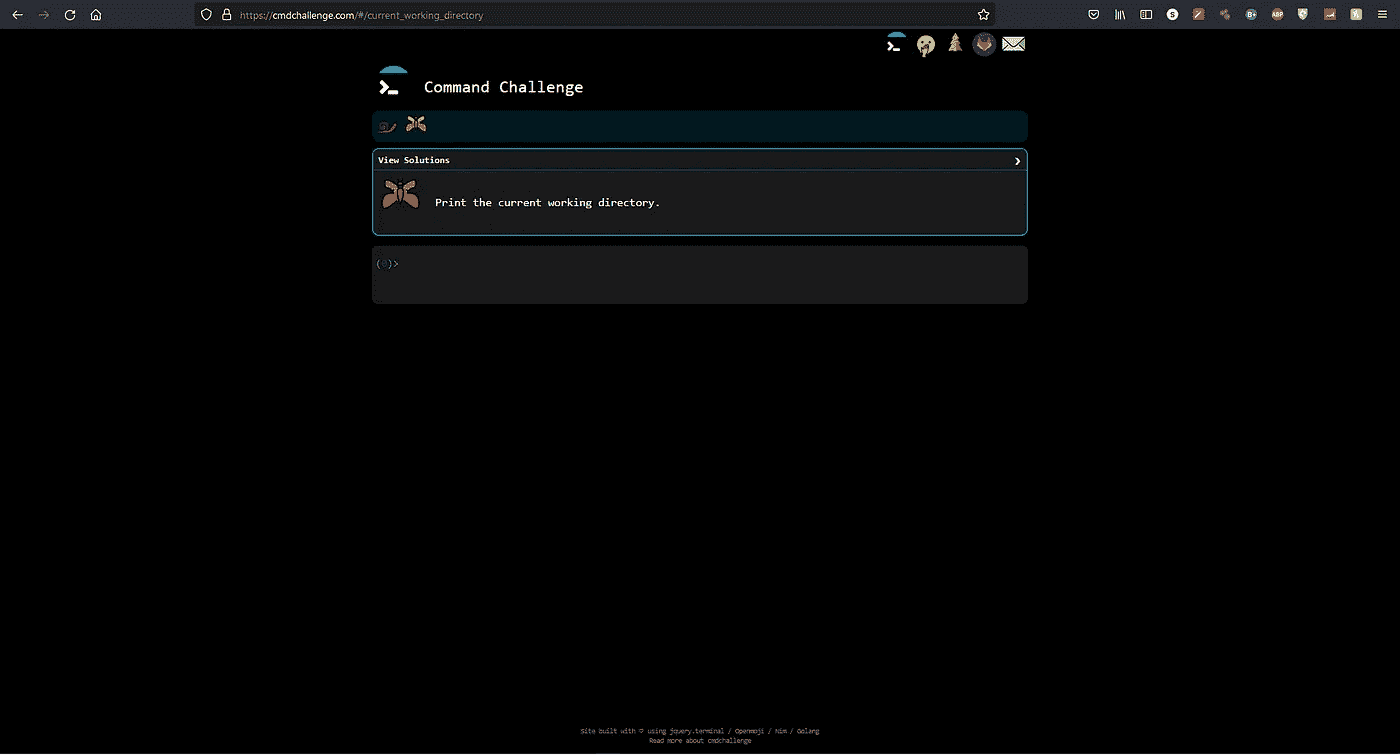 https://cmdchallenge.com/#/current_working_directory
Command Challenge
View Solutions
Print the current working directory.
(0)>
Site built with ♡ using jquery.terminal / Openmoji / Nim / Golang
Read more about cmdchallenge